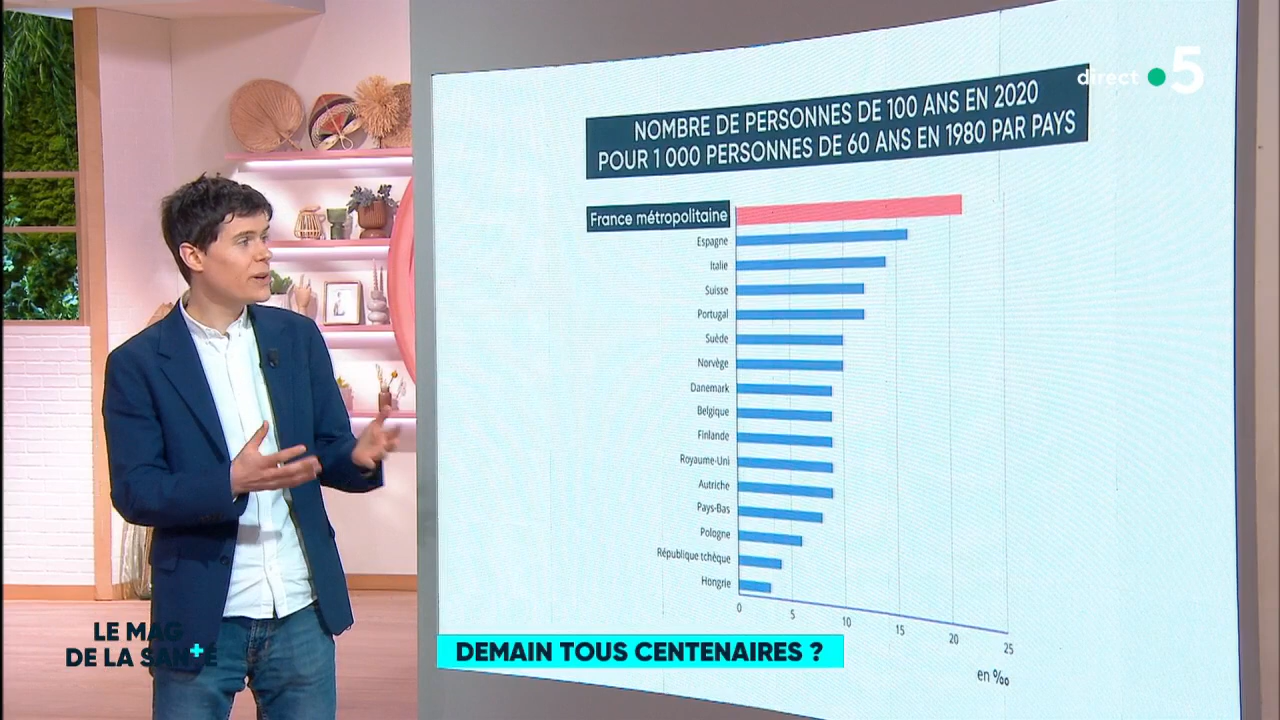 direct 5
NOMBRE DE PERSONNES DE 100 ANS EN 2020
POUR 1 000 PERSONNES DE 60 ANS EN 1980 PAR PAYS
France métropolitaine
Espagne
Italie
Suisse
Portugal
Suède
Norvège
Danemark
Belgique
Finlande
Royaume-Uni
Autriche
Pays-Bas
Pologne
République tchèque
Hongrie
0 5 10 15 20 25
en ‰
LE MAG
DE LA SANTÉ
DEMAIN TOUS CENTENAIRES ?